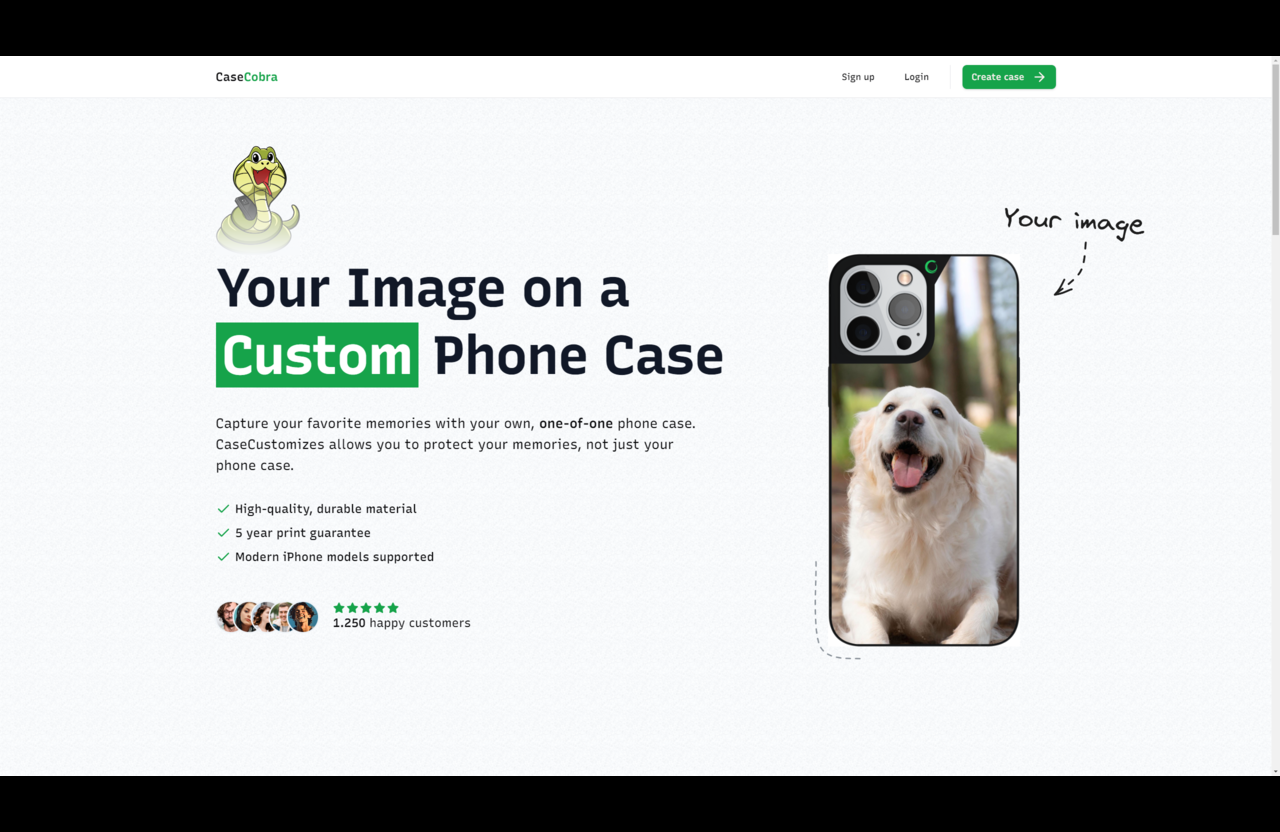 CaseCobra
Sign up
Login
Create case
Your image
Your Image on a
Custom Phone Case
Capture your favorite memories with your own, one-of-one phone case.
CaseCustomizes allows you to protect your memories, not just your
phone case.
High-quality, durable material
5 year print guarantee
Modern iPhone models supported
1.250 happy customers